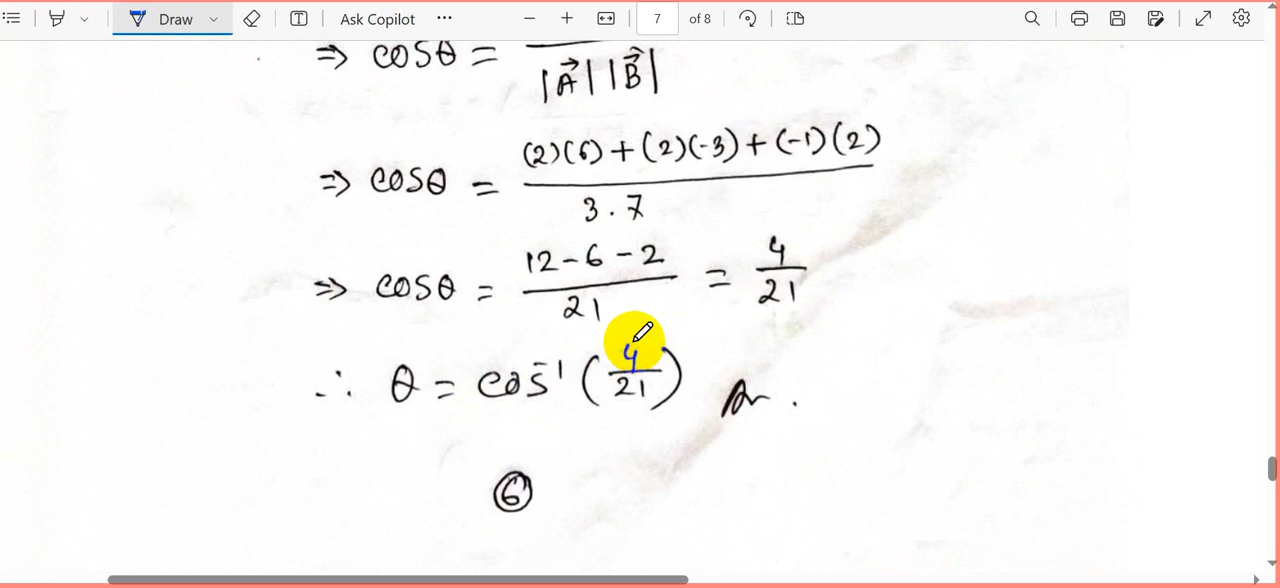 Draw Ask Copilot ··· − + 7 of 8
⇒ cosθ = ――― / |A⃗| |B⃗|
⇒ cosθ = (2)(6) + (2)(-3) + (-1)(2) / 3 . 7
⇒ cosθ = 12 - 6 - 2 / 21 = 4 / 21
∴ θ = cos⁻¹ (4 / 21) An .
⑥